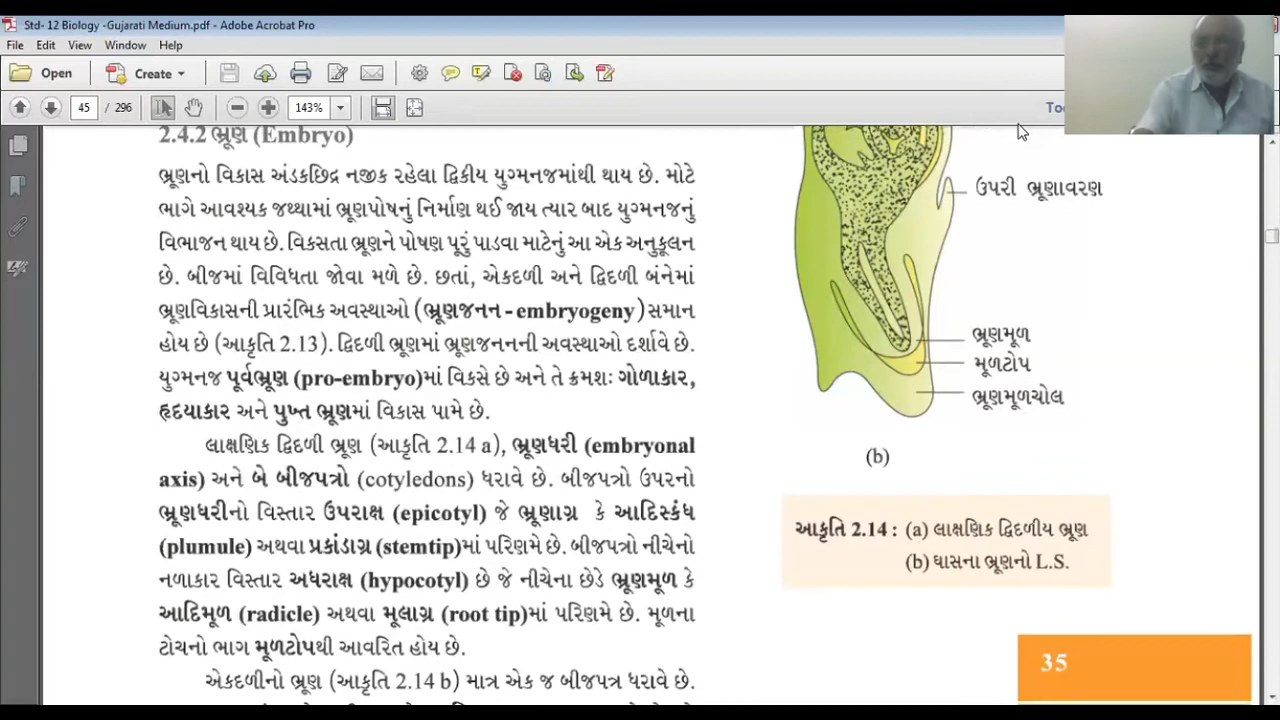 Std- 12 Biology -Gujarati Medium.pdf - Adobe Acrobat Pro
File Edit View Window Help
Open Create
45 / 296 143%
2.4.2 ભ્રૂણ (Embryo)
ભ્રૂણનો વિકાસ અંડકછિદ્ર નજીક રહેલા દ્વિકીય યુગ્મનજમાંથી થાય છે. મોટે
ભાગે આવશ્યક જથ્થામાં ભ્રૂણપોષનું નિર્માણ થઈ જાય ત્યાર બાદ યુગ્મનજનું
વિભાજન થાય છે. વિકસતા ભ્રૂણને પોષણ પૂરું પાડવા માટેનું આ એક અનુકૂલન
છે. બીજમાં વિવિધતા જોવા મળે છે. છતાં, એકદળી અને દ્વિદળી બંનેમાં
ભ્રૂણવિકાસની પ્રારંભિક અવસ્થાઓ (ભ્રૂણજનન - embryogeny) સમાન
હોય છે (આકૃતિ 2.13). દ્વિદળી ભ્રૂણમાં ભ્રૂણજનનની અવસ્થાઓ દર્શાવે છે.
યુગ્મનજ પૂર્વભ્રૂણ (pro-embryo)માં વિકસે છે અને તે ક્રમશઃ ગોળાકાર,
હૃદયાકાર અને પુખ્ત ભ્રૂણમાં વિકાસ પામે છે.
લાક્ષણિક દ્વિદળી ભ્રૂણ (આકૃતિ 2.14 a), ભ્રૂણધરી (embryonal
axis) અને બે બીજપત્રો (cotyledons) ધરાવે છે. બીજપત્રો ઉપરનો
ભ્રૂણધરીનો વિસ્તાર ઉપરાક્ષ (epicotyl) જે ભ્રૂણાગ્ર કે આદિસ્કંધ
(plumule) અથવા પ્રકાંડાગ્ર (stemtip)માં પરિણમે છે. બીજપત્રો નીચેનો
નળાકાર વિસ્તાર અધરાક્ષ (hypocotyl) છે જે નીચેના છેડે ભ્રૂણમૂળ કે
આદિમૂળ (radicle) અથવા મૂલાગ્ર (root tip)માં પરિણમે છે. મૂળના
ટોચનો ભાગ મૂળટોપથી આવરિત હોય છે.
એકદળીનો ભ્રૂણ (આકૃતિ 2.14 b) માત્ર એક જ બીજપત્ર ધરાવે છે.
ઉપરી ભ્રૂણાવરણ
ભ્રૂણમૂળ
મૂળટોપ
ભ્રૂણમૂળચોલ
(b)
આકૃતિ 2.14 : (a) લાક્ષણિક દ્વિદળીય ભ્રૂણ
(b) ઘાસના ભ્રૂણનો L.S.
35